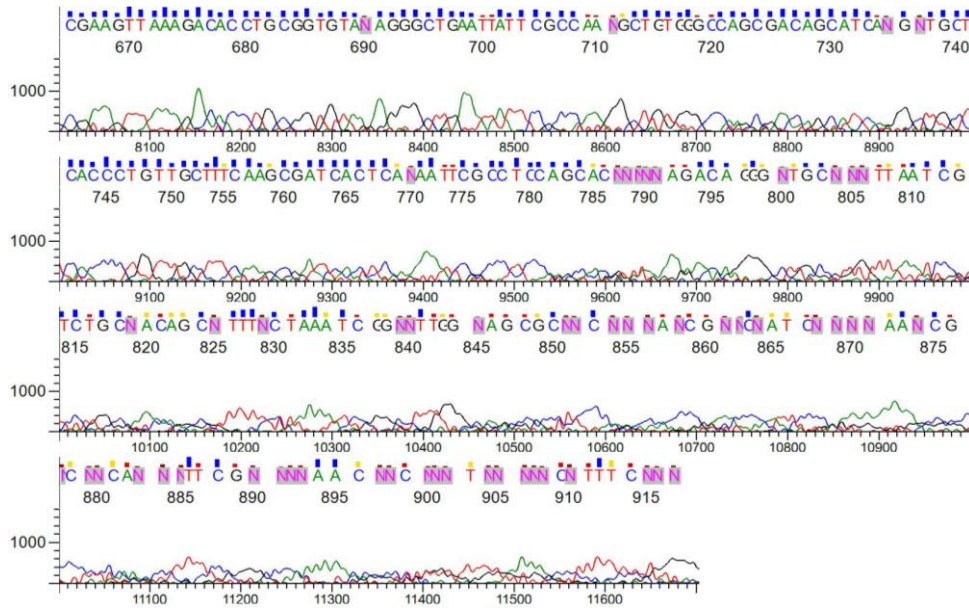 CGAAGTTAAAGACACCTGCGGTGTANAGGGCTGAATTATTCGCCAANGCTCTGGGCCAGCGACAGCATCANGNTGCT
670 680 690 700 710 720 730 740
1000
8100 8200 8300 8400 8500 8600 8700 8800 8900
CACCCTGTTGCTTTCAAGCGATCACTCANAATTCGCCTCCAGCACNNNNNAGACAGGGNTGCNNNTTAATCG
745 750 755 760 765 770 775 780 785 790 795 800 805 810
1000
9100 9200 9300 9400 9500 9600 9700 9800 9900
TCTGCNACAGCNTTTNCTAAATCGGNNTTGGNAGCGCNNCNNNANCGNNCNATCNNNNAANCG
815 820 825 830 835 840 845 850 855 860 865 870 875
1000
10100 10200 10300 10400 10500 10600 10700 10800 10900
NCNNCANNNTTCGNNNNAACNNCNNNTNNNNNCNTTTCNNN
880 885 890 895 900 905 910 915
1000
11100 11200 11300 11400 11500 11600